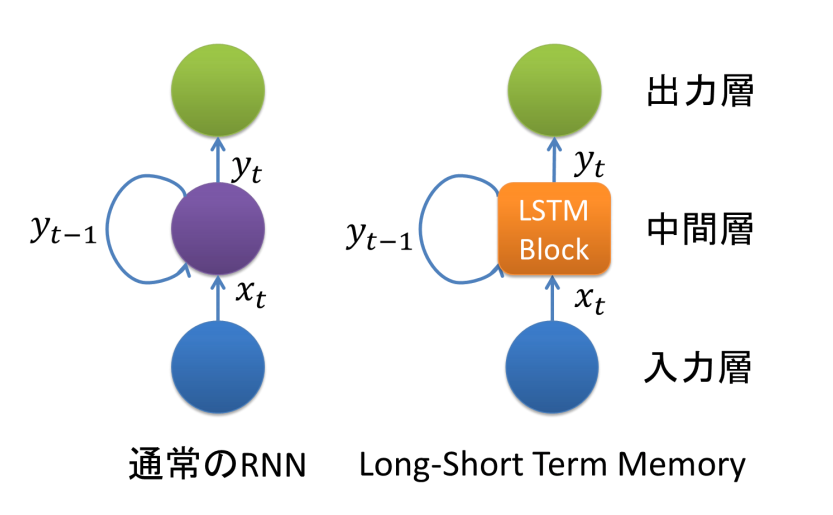 出力層
y_t
y_t
y_{t-1}
LSTM
Block
y_{t-1}
中間層
x_t
x_t
入力層
通常のRNN
Long-Short Term Memory